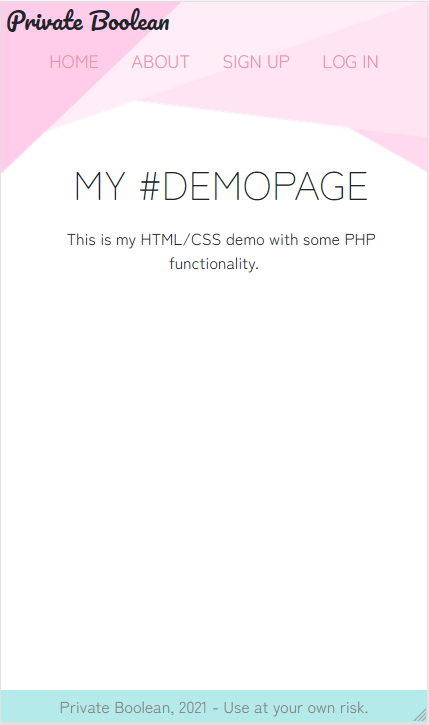 Private Boolean
HOME ABOUT SIGN UP LOG IN
MY #DEMOPAGE
This is my HTML/CSS demo with some PHP
functionality.
Private Boolean, 2021 - Use at your own risk.